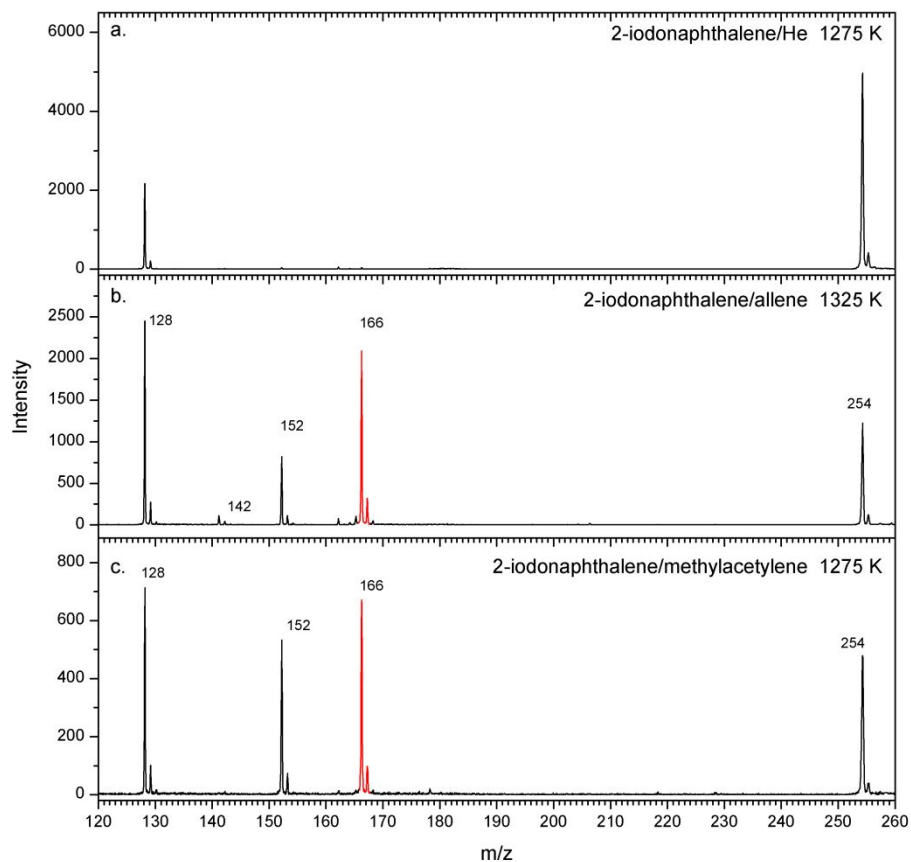 a.
2-iodonaphthalene/He 1275 K
6000
4000
2000
0
b.
2-iodonaphthalene/allene 1325 K
2500
2000
1500
1000
500
0
128
142
152
166
254
Intensity
c.
2-iodonaphthalene/methylacetylene 1275 K
800
600
400
200
0
128
152
166
254
120 130 140 150 160 170 180 190 200 210 220 230 240 250 260
m/z